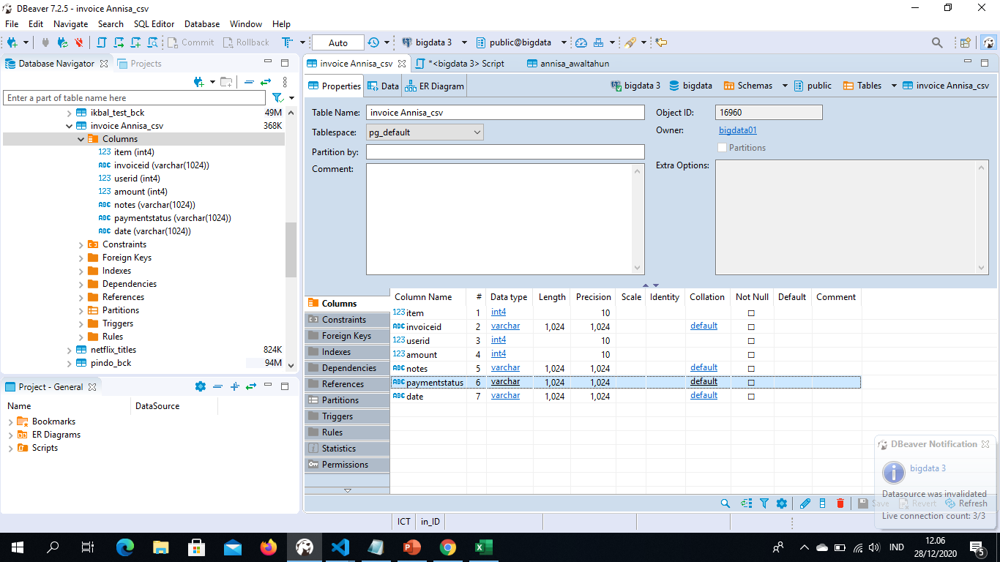 DBeaver 7.2.5 - invoice Annisa_csv
File Edit Navigate Search SQL Editor Database Window Help
Commit Rollback Auto bigdata 3 public@bigdata
Database Navigator Projects
Enter a part of table name here
ikbal_test_bck 49M
invoice Annisa_csv 368K
Columns
123 item (int4)
ABC invoiceid (varchar(1024))
123 userid (int4)
123 amount (int4)
ABC notes (varchar(1024))
ABC paymentstatus (varchar(1024))
ABC date (varchar(1024))
Constraints
Foreign Keys
Indexes
Dependencies
References
Partitions
Triggers
Rules
netflix_titles 824K
pindo_bck 94M
Project - General
Name DataSource
Bookmarks
ER Diagrams
Scripts
invoice Annisa_csv *<bigdata 3> Script annisa_awaltahun
Properties Data ER Diagram bigdata 3 bigdata Schemas public Tables invoice Annisa_csv
Table Name: invoice Annisa_csv Object ID: 16960
Tablespace: pg_default Owner: bigdata01
Partition by: Partitions
Comment: Extra Options:
Columns
Constraints
Foreign Keys
Indexes
Dependencies
References
Partitions
Triggers
Rules
Statistics
Permissions
Column Name # Data type Length Precision Scale Identity Collation Not Null Default Comment
123 item 1 int4 10
ABC invoiceid 2 varchar 1,024 1,024 default
123 userid 3 int4 10
123 amount 4 int4 10
ABC notes 5 varchar 1,024 1,024 default
ABC paymentstatus 6 varchar 1,024 1,024 default
ABC date 7 varchar 1,024 1,024 default
DBeaver Notification
bigdata 3
Datasource was invalidated
Live connection count: 3/3
Save Revert Refresh
ICT in_ID
IND 12.06
28/12/2020 5